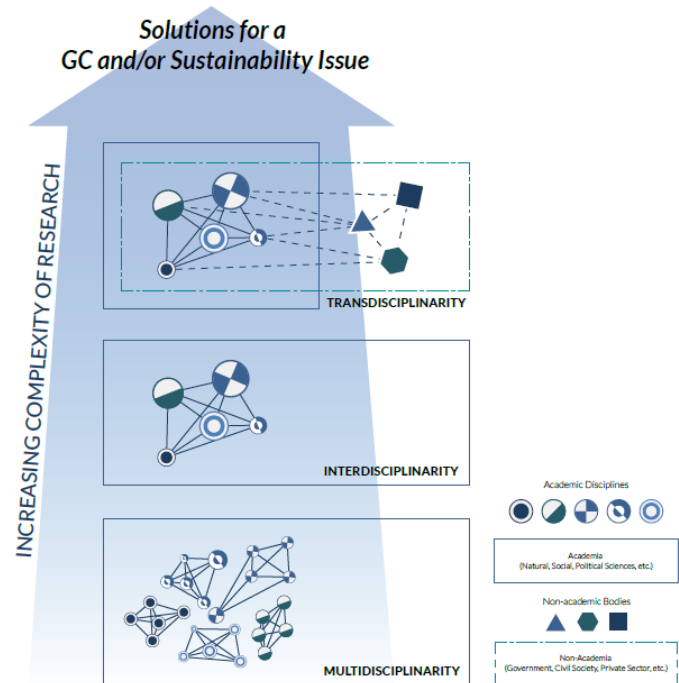 Solutions for a
GC and/or Sustainability Issue
INCREASING COMPLEXITY OF RESEARCH
TRANSDISCIPLINARITY
INTERDISCIPLINARITY
MULTIDISCIPLINARITY
Academic Disciplines
Academia
(Natural, Social, Political Sciences, etc.)
Non-academic Bodies
Non-Academia
(Government, Civil Society, Private Sector, etc.)